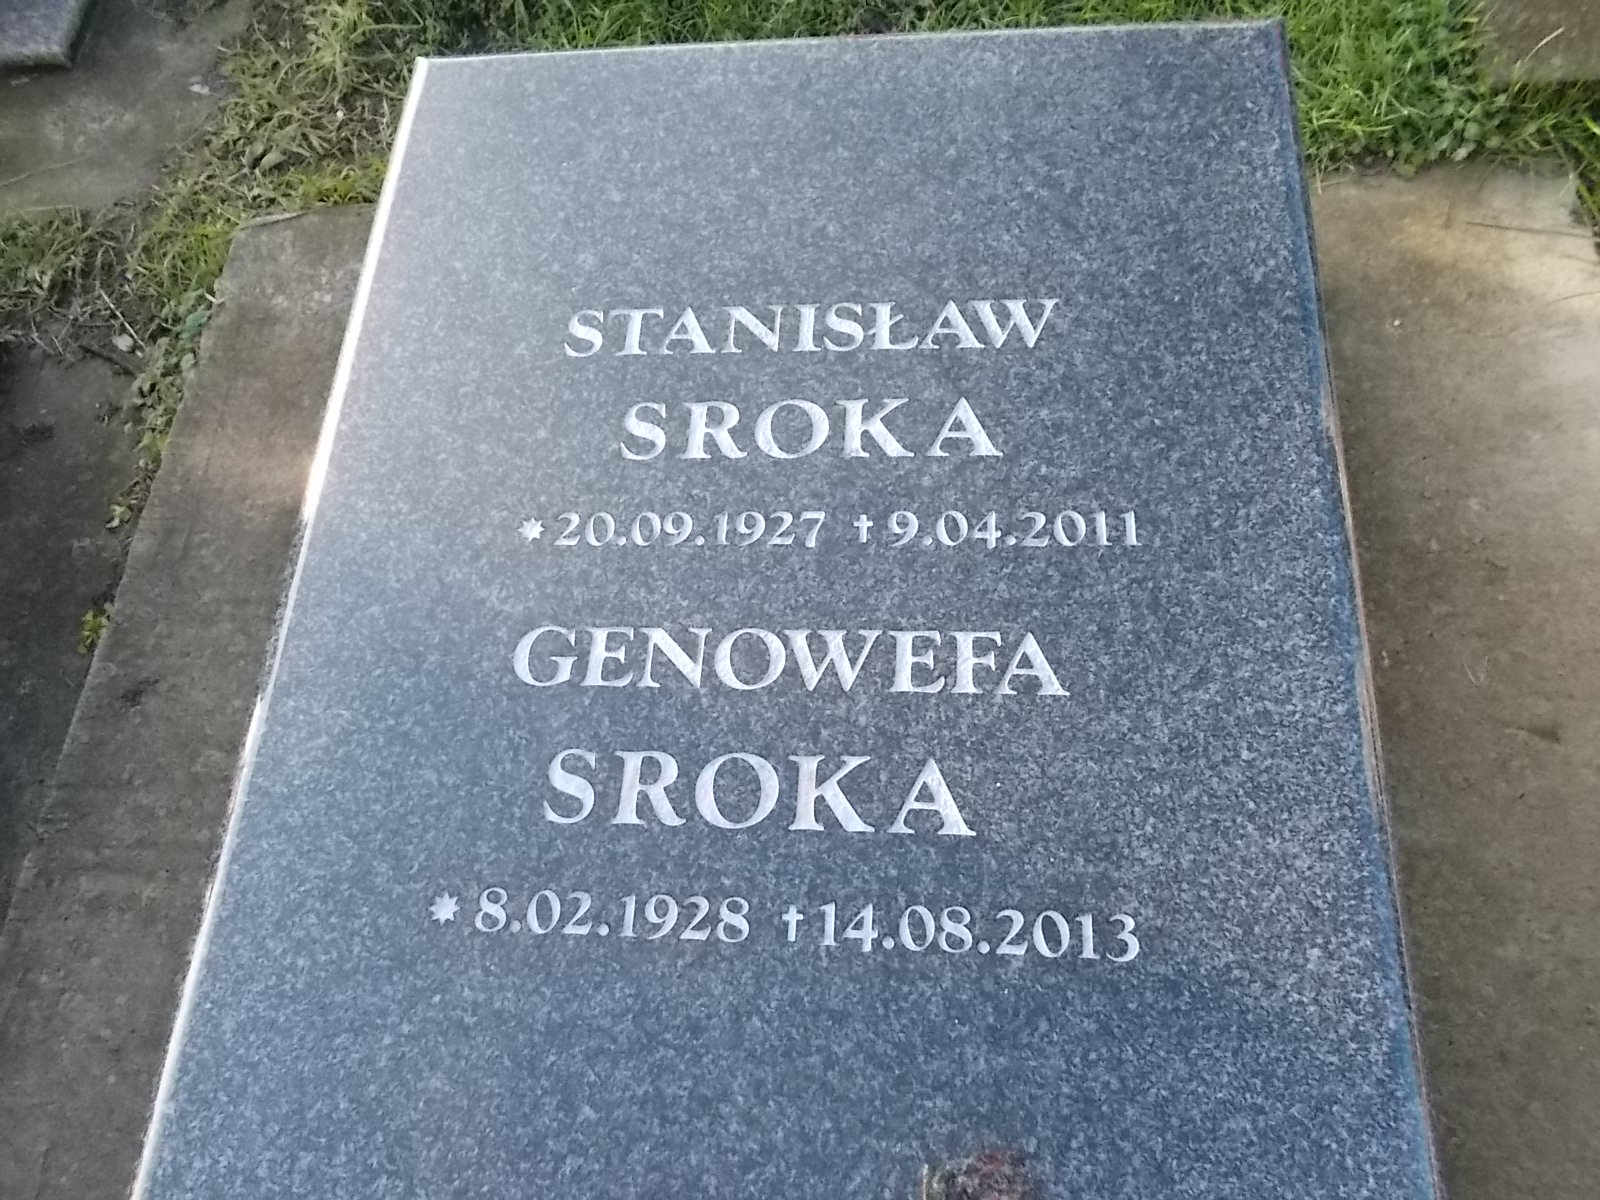 STANISŁAW
SROKA
*20.09.1927 †9.04.2011
GENOWEFA
SROKA
*8.02.1928 †14.08.2013